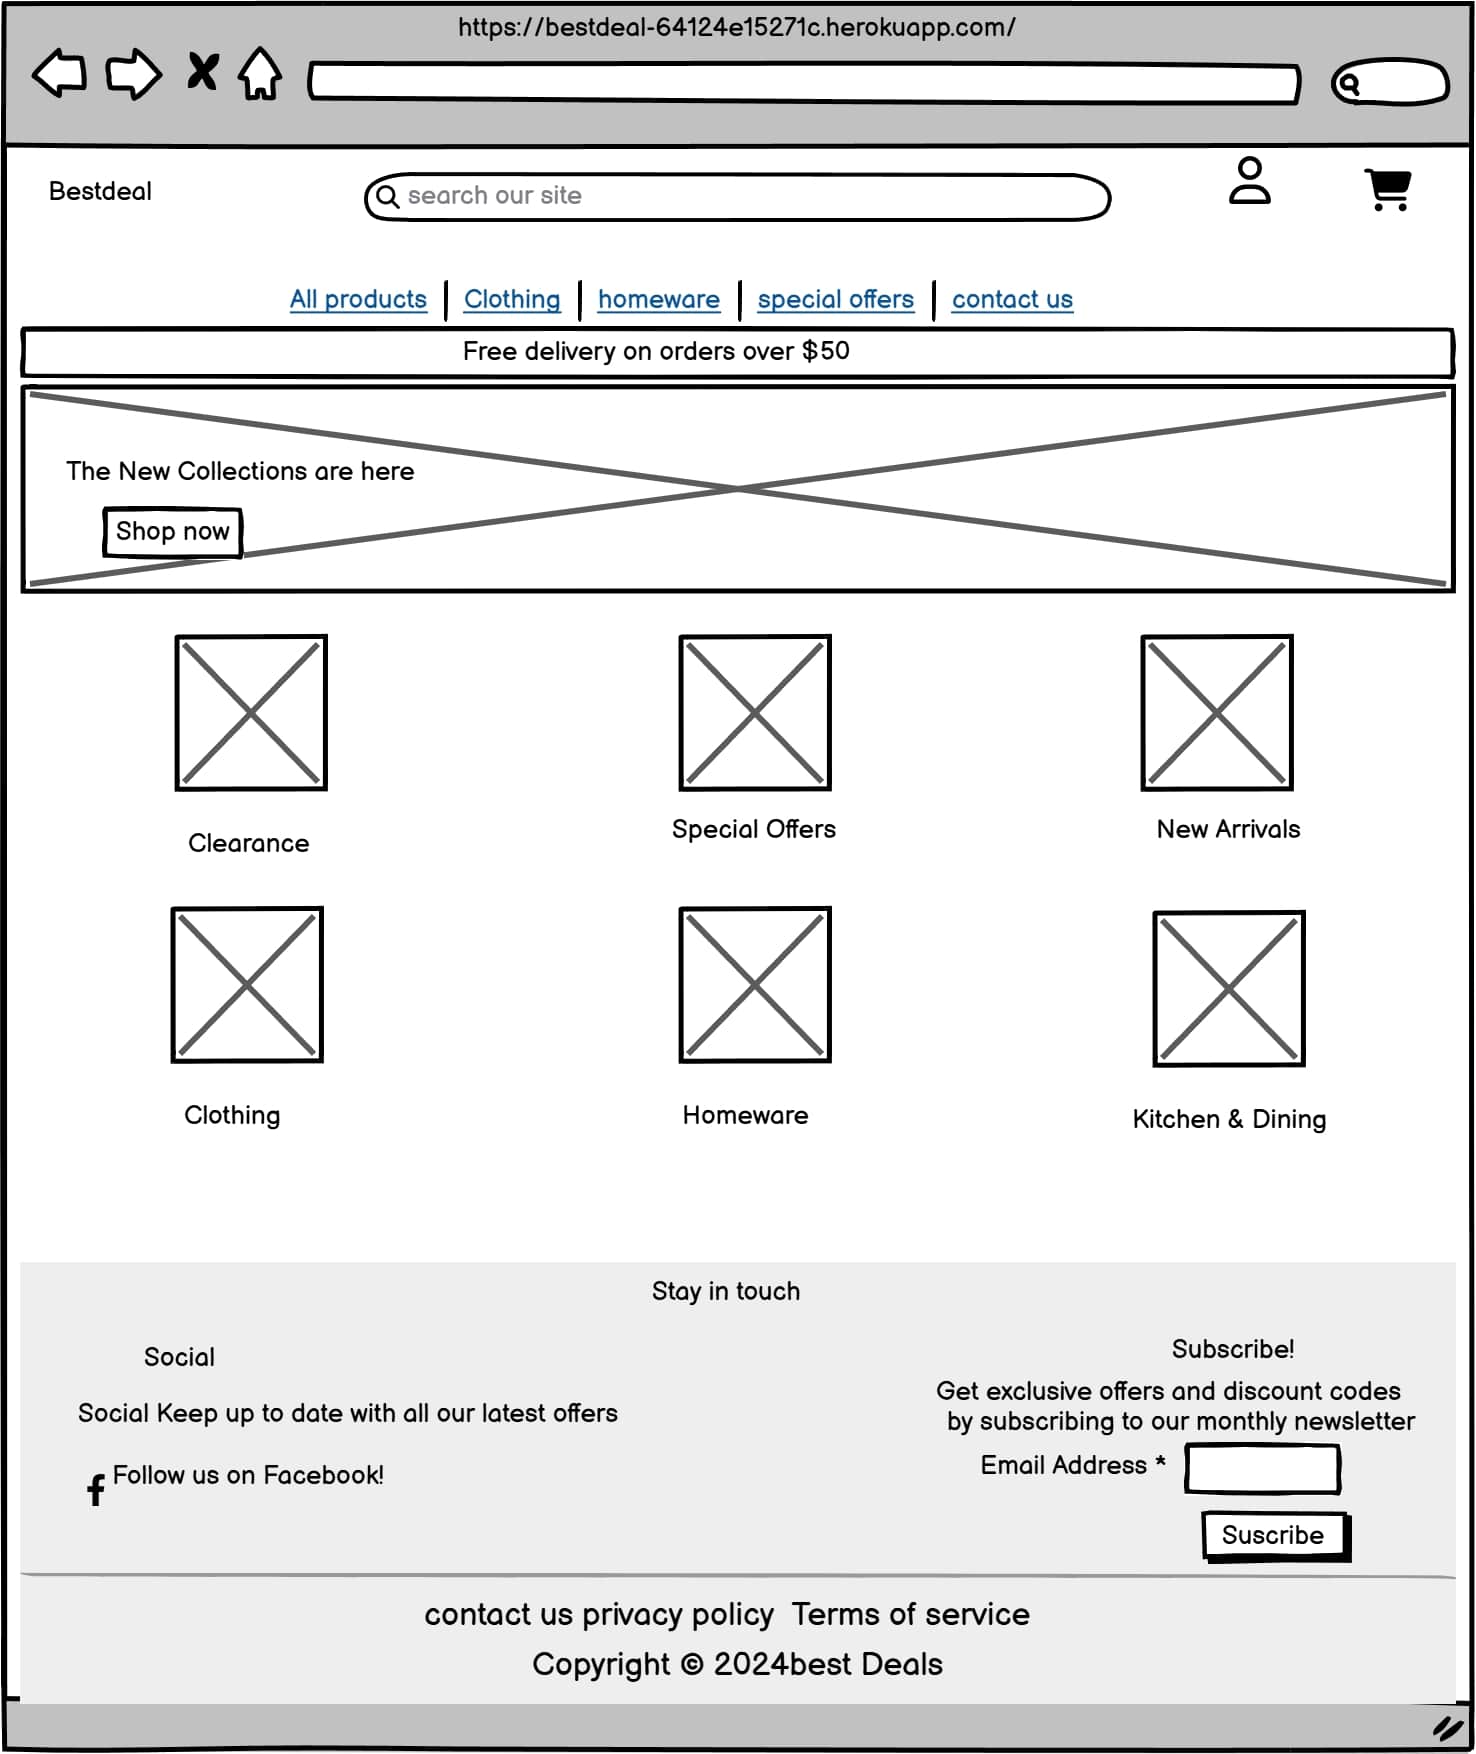 https://bestdeal-64124e15271c.herokuapp.com/
Bestdeal
search our site
All products
Clothing
homeware
special offers
contact us
Free delivery on orders over $50
The New Collections are here
Shop now
Clearance
Special Offers
New Arrivals
Clothing
Homeware
Kitchen & Dining
Stay in touch
Social
Social Keep up to date with all our latest offers
Follow us on Facebook!
Subscribe!
Get exclusive offers and discount codes
by subscribing to our monthly newsletter
Email Address *
Suscribe
contact us privacy policy Terms of service
Copyright © 2024best Deals